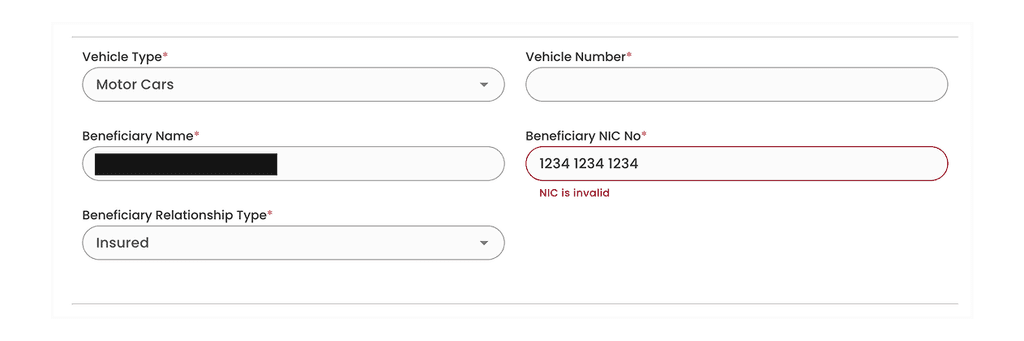 Vehicle Type*
Vehicle Number*
Motor Cars
Beneficiary Name*
Beneficiary NIC No*
1234 1234 1234
NIC is invalid
Beneficiary Relationship Type*
Insured